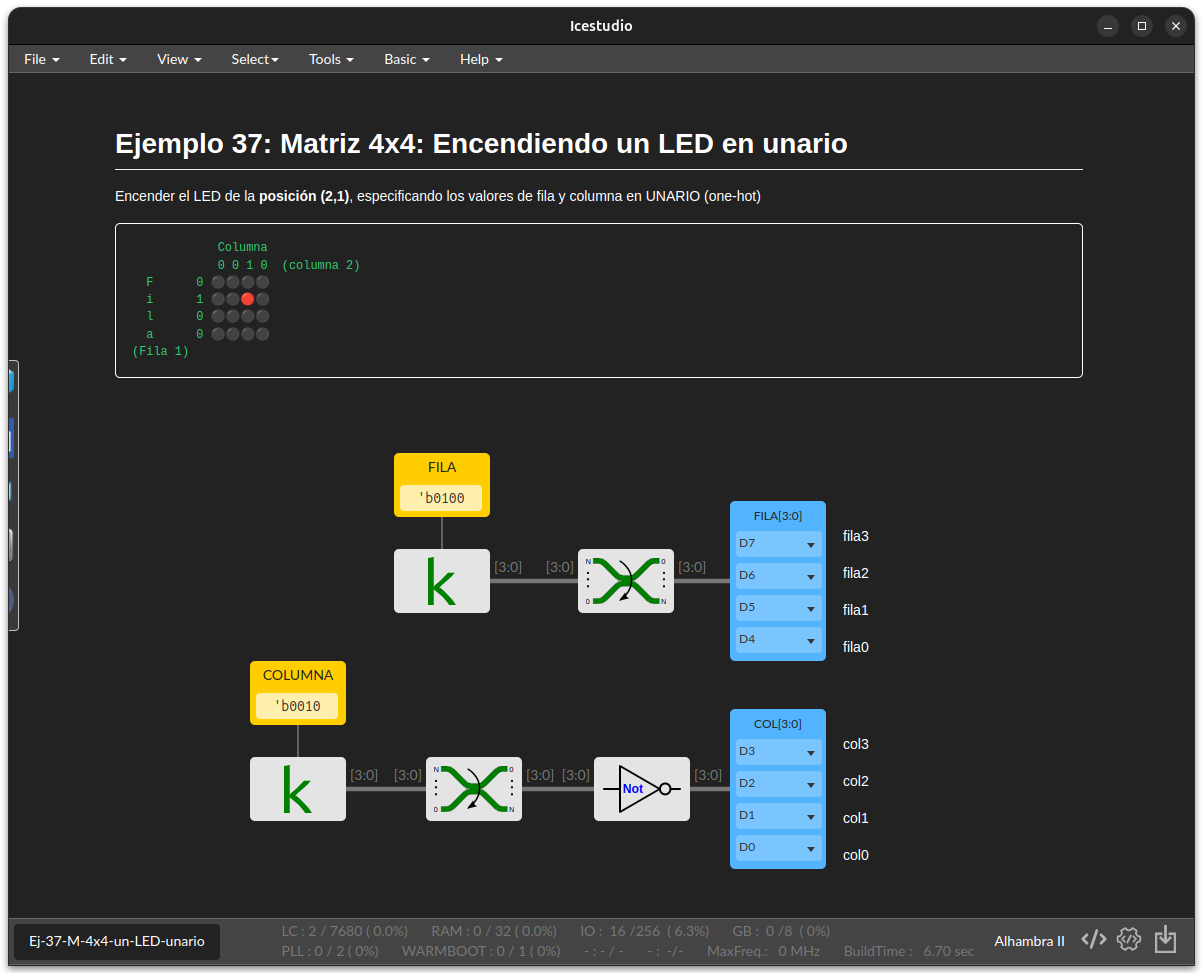 Icestudio
File Edit View Select Tools Basic Help
Ejemplo 37: Matriz 4x4: Encendiendo un LED en unario
Encender el LED de la posición (2,1), especificando los valores de fila y columna en UNARIO (one-hot)
Columna
0 0 1 0 (columna 2)
F 0
i 1
l 0
a 0
(Fila 1)
FILA
'b0100
k
[3:0] [3:0] [3:0]
N 0
0 N
FILA[3:0]
D7 fila3
D6 fila2
D5 fila1
D4 fila0
COLUMNA
'b0010
k
[3:0] [3:0] [3:0] [3:0] [3:0]
N 0
0 N
Not
COL[3:0]
D3 col3
D2 col2
D1 col1
D0 col0
Ej-37-M-4x4-un-LED-unario
LC : 2 / 7680 ( 0.0%) RAM : 0 / 32 ( 0.0%) IO : 16 /256 ( 6.3%) GB : 0 /8 ( 0%)
PLL : 0 / 2 ( 0%) WARMBOOT : 0 / 1 ( 0%) - : - / - - : -/- MaxFreq.: 0 MHz BuildTime : 6.70 sec
Alhambra II